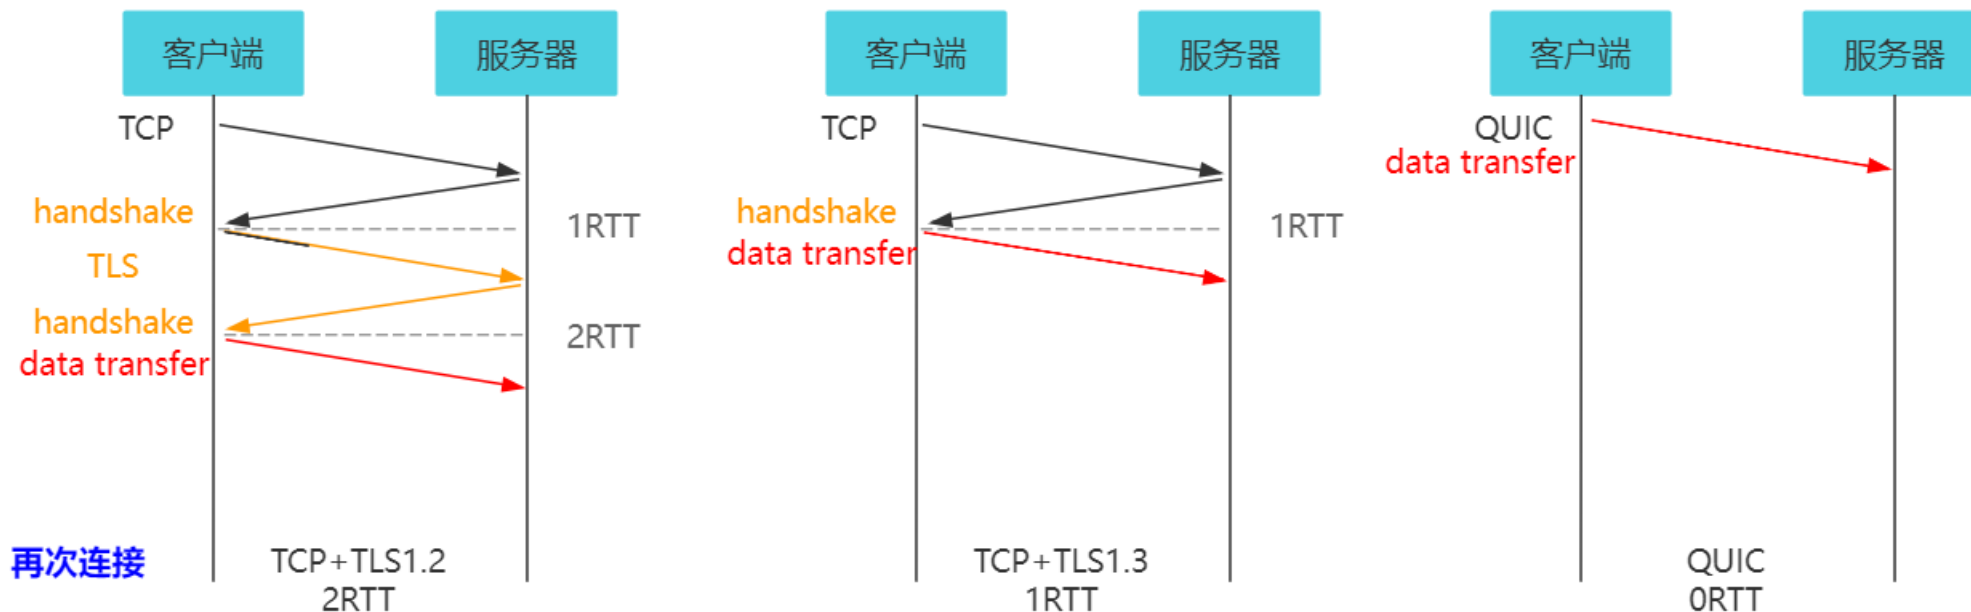 客户端
服务器
TCP
handshake
1RTT
TLS
handshake
2RTT
data transfer
再次连接
TCP+TLS1.2
2RTT
客户端
服务器
TCP
handshake
1RTT
data transfer
TCP+TLS1.3
1RTT
客户端
服务器
QUIC
data transfer
QUIC
0RTT